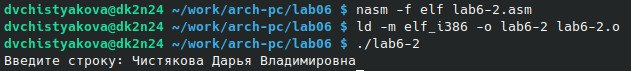 dvchistyakova@dk2n24 ~/work/arch-pc/lab06 $ nasm -f elf lab6-2.asm
dvchistyakova@dk2n24 ~/work/arch-pc/lab06 $ ld -m elf_i386 -o lab6-2 lab6-2.o
dvchistyakova@dk2n24 ~/work/arch-pc/lab06 $ ./lab6-2
Введите строку: Чистякова Дарья Владимировна